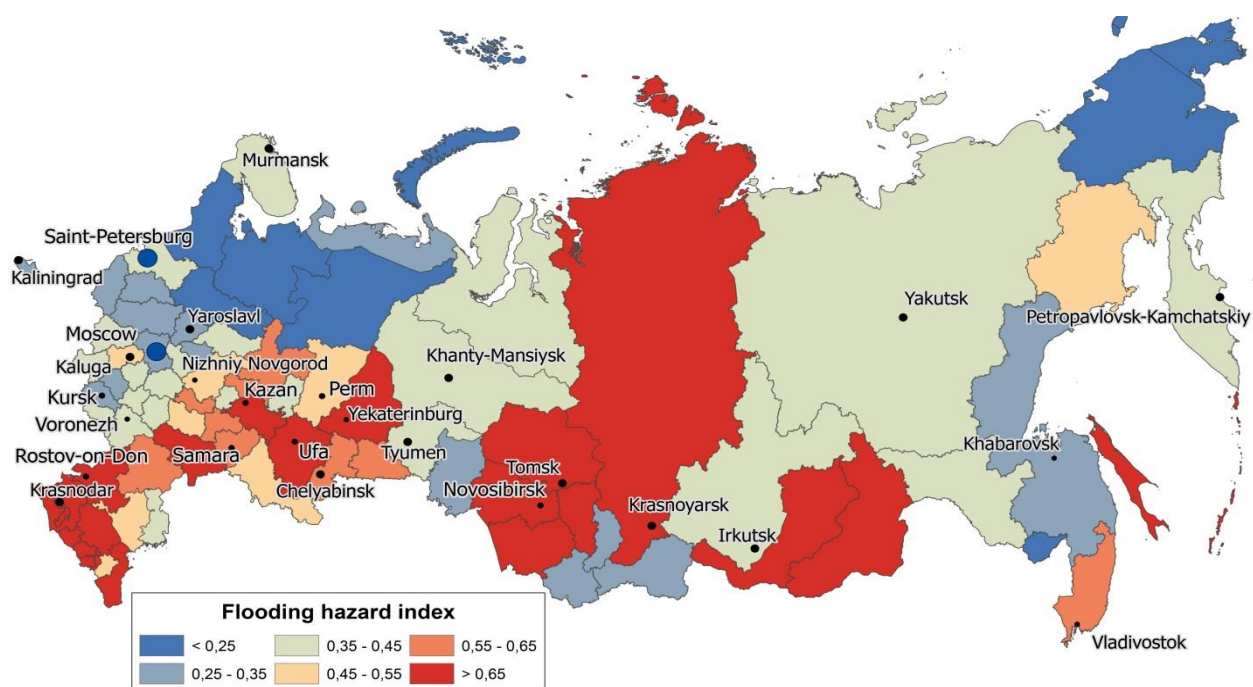 Murmansk
Saint-Petersburg
Kaliningrad
Yaroslavl
Moscow
Kaluga
Nizhniy Novgorod
Kursk
Kazan
Perm
Voronezh
Yekaterinburg
Rostov-on-Don
Samara
Ufa
Tyumen
Krasnodar
Chelyabinsk
Khanty-Mansiysk
Tomsk
Novosibirsk
Krasnoyarsk
Irkutsk
Yakutsk
Petropavlovsk-Kamchatskiy
Khabarovsk
Vladivostok
Flooding hazard index
< 0,25
0,35 - 0,45
0,55 - 0,65
0,25 - 0,35
0,45 - 0,55
> 0,65